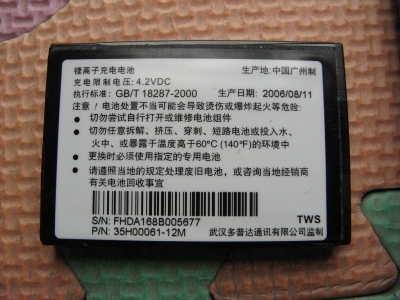 锂离子充电电池 生产地:中国广州制
充电限制电压:4.2VDC
执行标准:GB/T 18287-2000 生产日期:2006/08/11
注意!电池处置不当可能会导致烫伤或爆炸起火等危险:
● 切勿尝试自行打开或维修电池组件
● 切勿任意拆解、挤压、穿刺、短路电池或投入水、
火中、或暴露于温度高于60°C (140°F)的环境
● 更换时必须使用指定的专用电池
● 请遵照当地的规定处理废旧电池,或咨询当地经销商
有关电池回收事宜
S/N: FHDA168B005677
TWS
P/N: 35H00061-12M 武汉多普达通讯有限公司监制